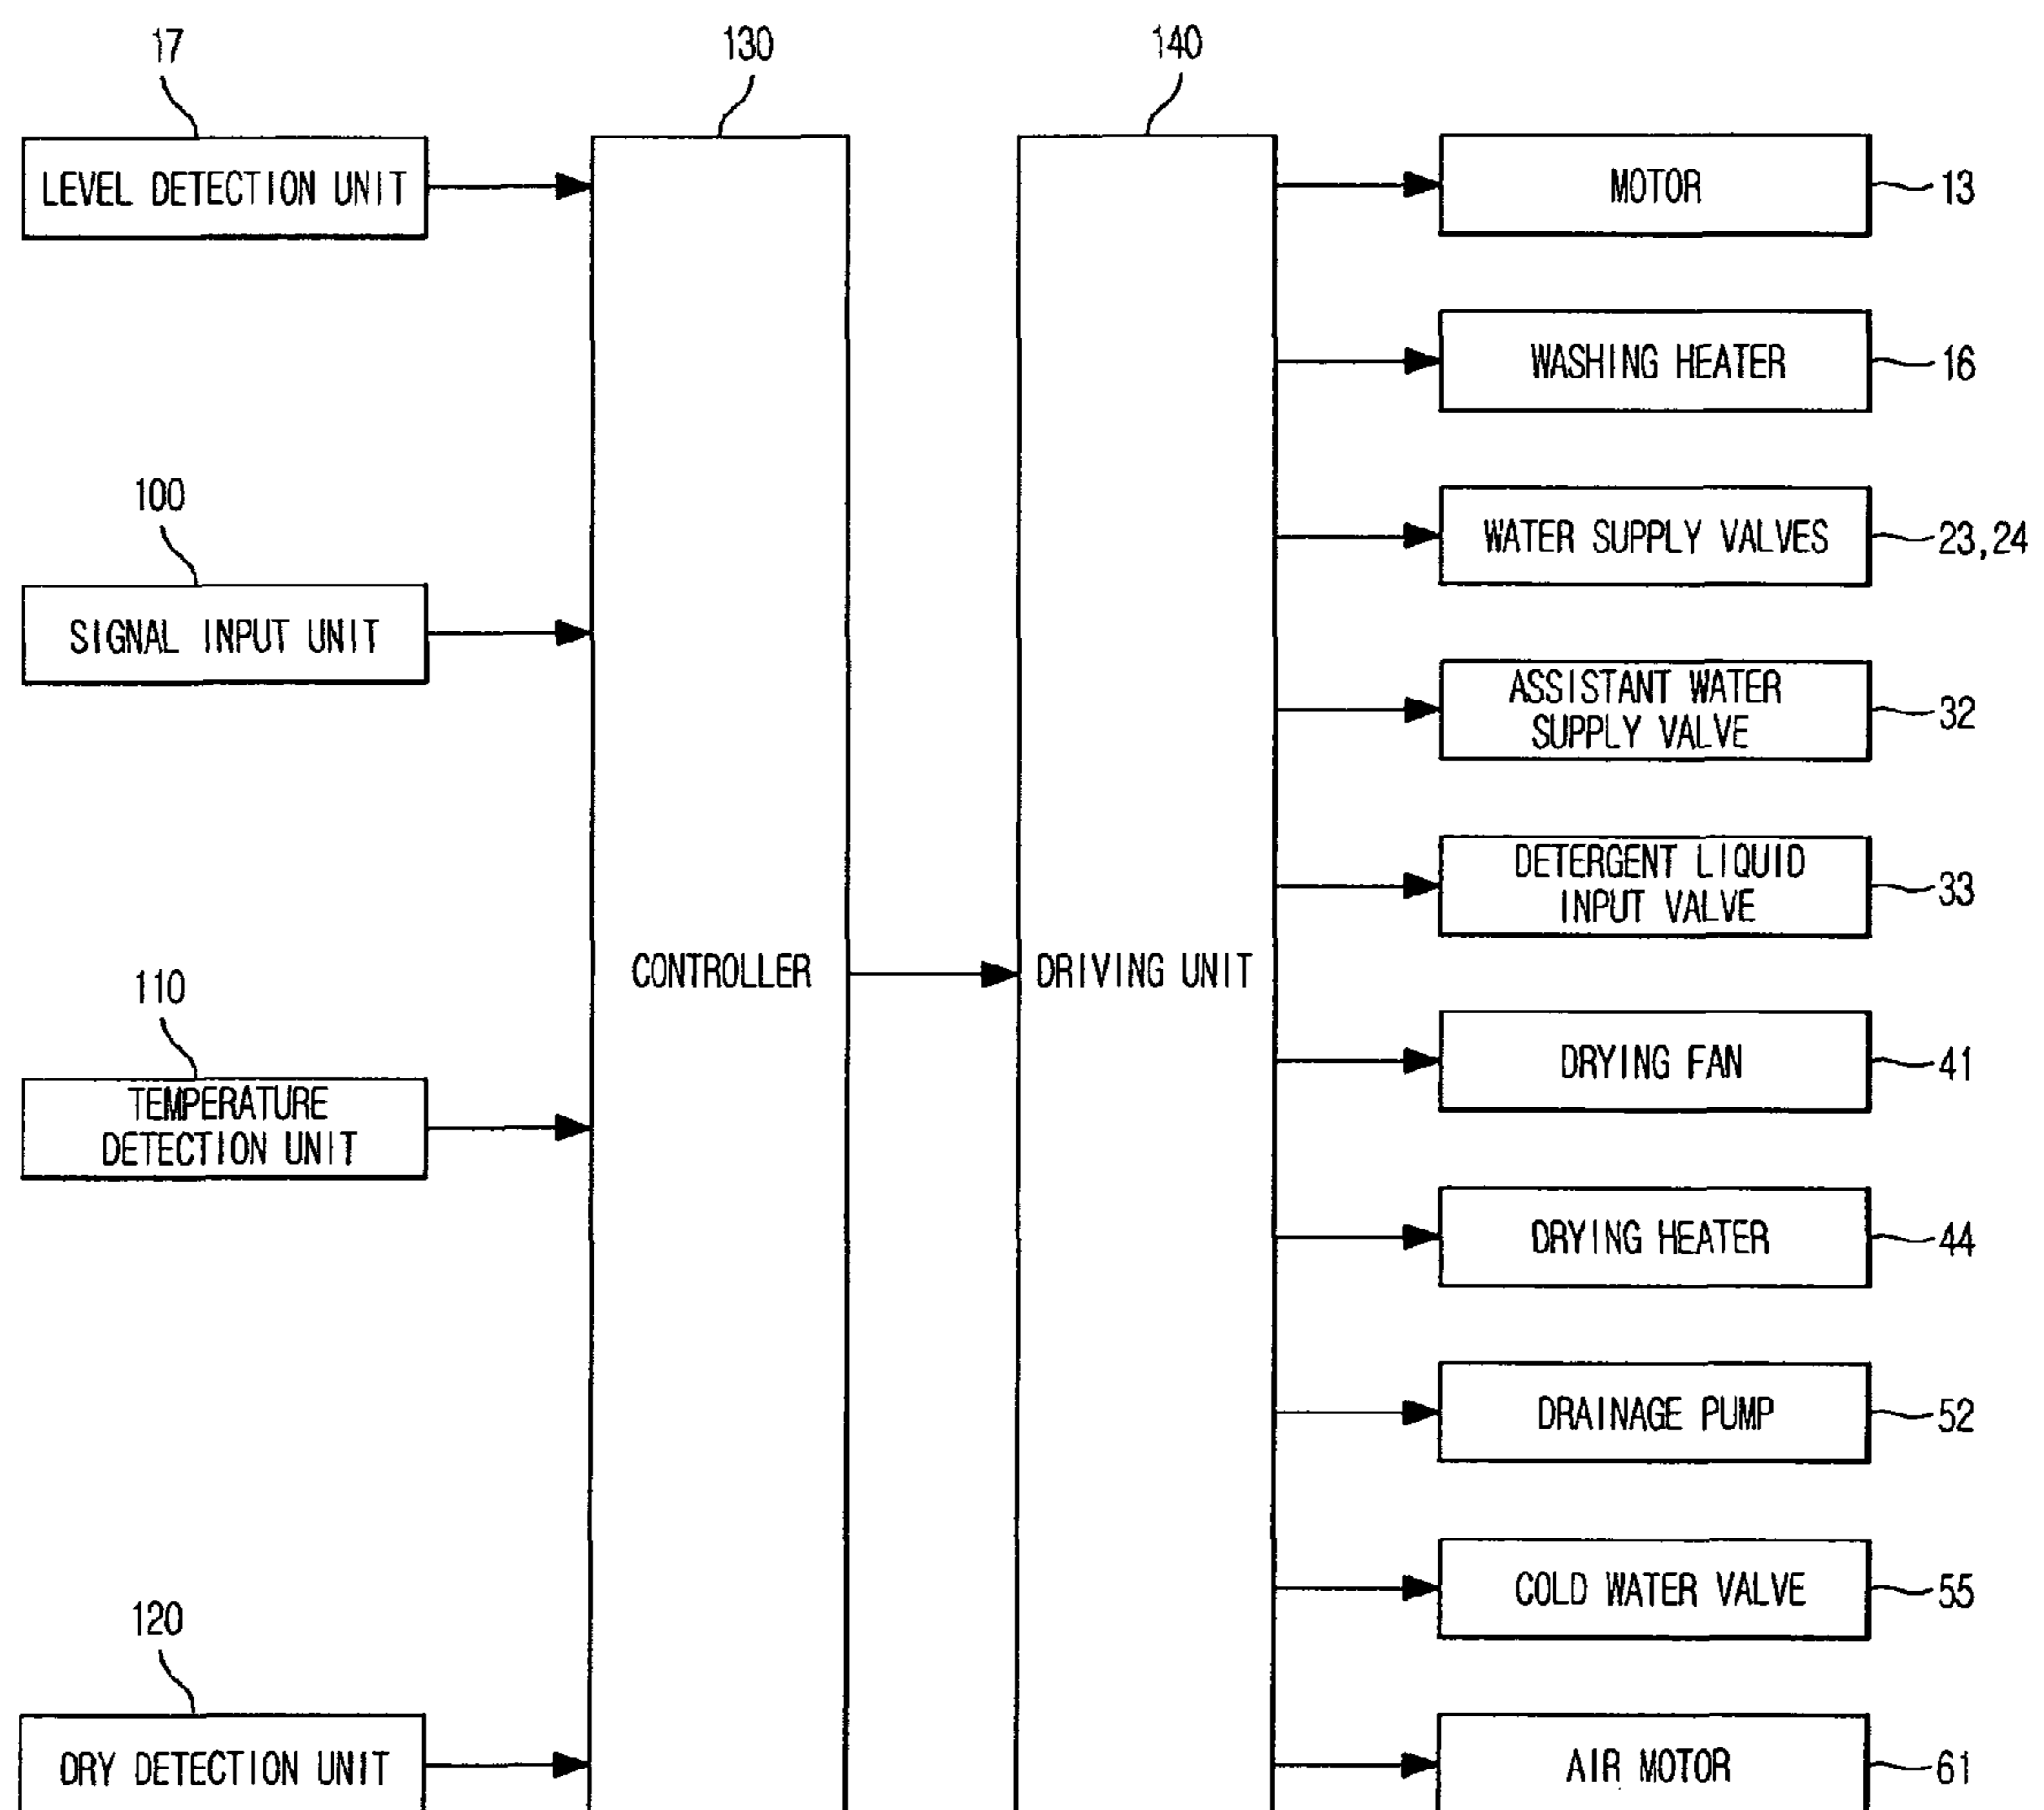 17
130
140
LEVEL DETECTION UNIT
MOTOR
13
WASHING HEATER
16
100
WATER SUPPLY VALVES
23,24
SIGNAL INPUT UNIT
ASSISTANT WATER
SUPPLY VALVE
32
DETERGENT LIQUID
INPUT VALVE
33
CONTROLLER
DRIVING UNIT
110
DRYING FAN
41
TEMPERATURE
DETECTION UNIT
DRYING HEATER
44
DRAINAGE PUMP
52
COLD WATER VALVE
55
120
DRY DETECTION UNIT
AIR MOTOR
61